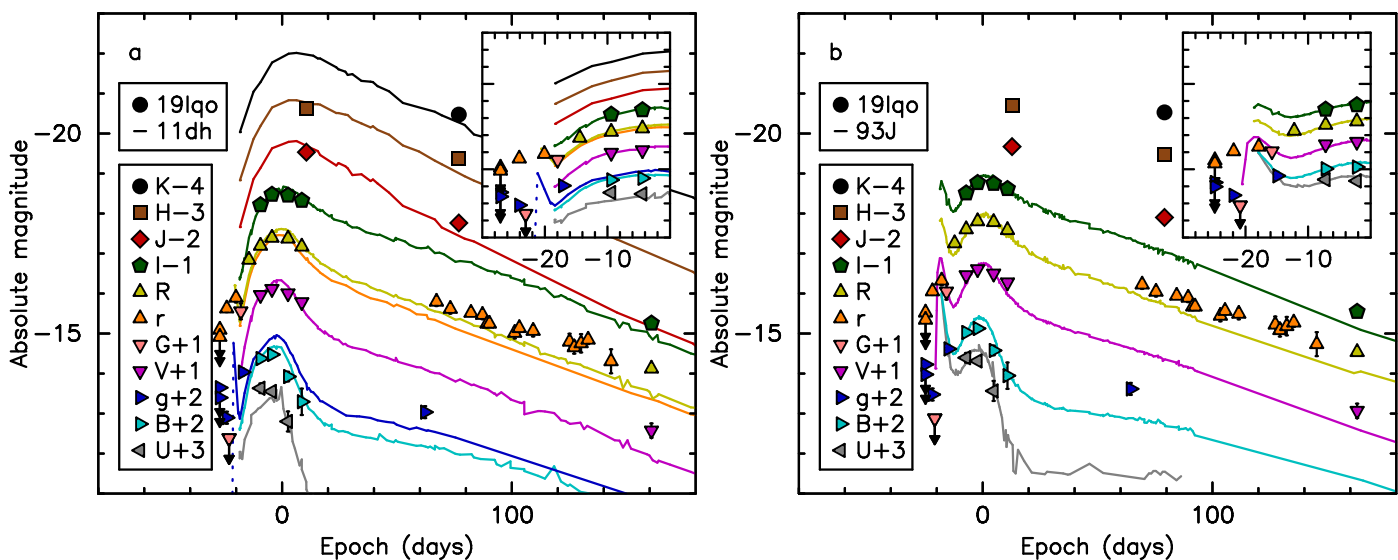 a
19lqo
– 11dh
K–4
H–3
J–2
I–1
R
r
G+1
V+1
g+2
B+2
U+3
Absolute magnitude
–20
–15
0
100
Epoch (days)
–20
–10
b
19lqo
– 93J
K–4
H–3
J–2
I–1
R
r
G+1
V+1
g+2
B+2
U+3
Absolute magnitude
–20
–15
0
100
Epoch (days)
–20
–10